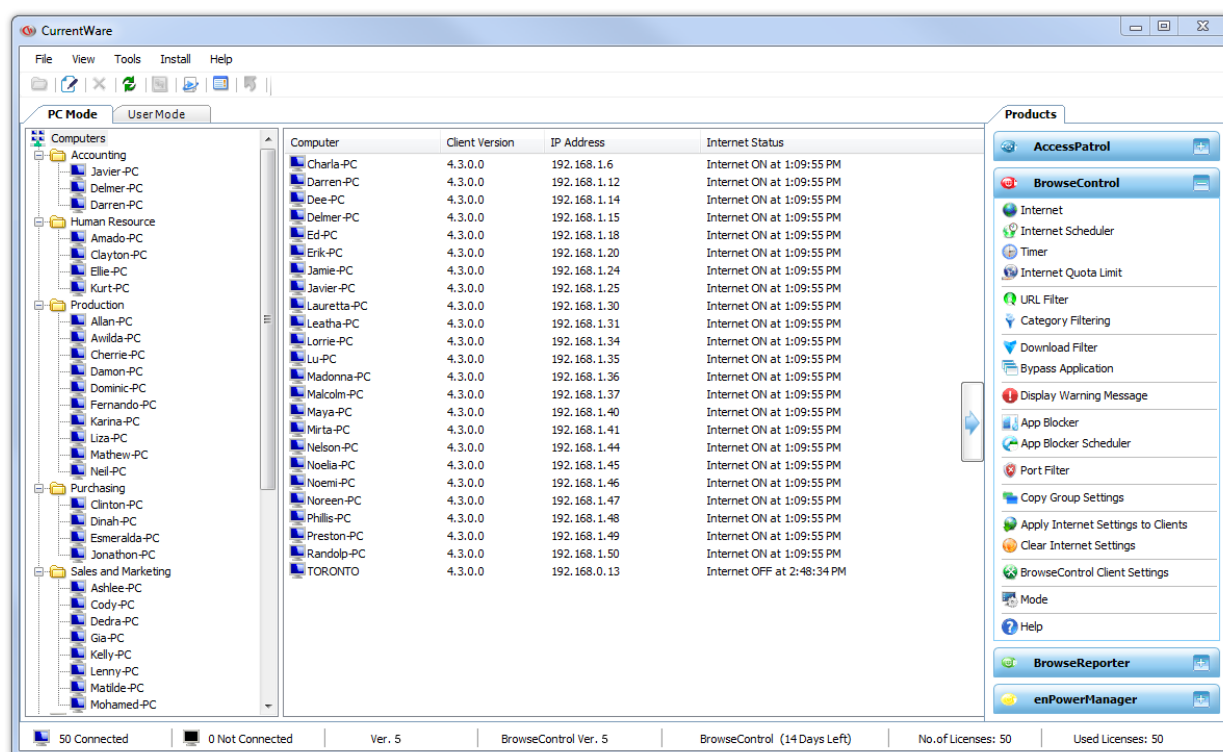 CurrentWare
File View Tools Install Help
PC Mode User Mode
Computers
Accounting
Javier-PC
Delmer-PC
Darren-PC
Human Resource
Amado-PC
Clayton-PC
Ellie-PC
Kurt-PC
Production
Allan-PC
Awilda-PC
Cherrie-PC
Damon-PC
Dominic-PC
Fernando-PC
Karina-PC
Liza-PC
Mathew-PC
Neil-PC
Purchasing
Clinton-PC
Dinah-PC
Esmeralda-PC
Jonathon-PC
Sales and Marketing
Ashlee-PC
Cody-PC
Dedra-PC
Gia-PC
Kelly-PC
Lenny-PC
Matilde-PC
Mohamed-PC
Computer Client Version IP Address Internet Status
Charla-PC 4.3.0.0 192.168.1.6 Internet ON at 1:09:55 PM
Darren-PC 4.3.0.0 192.168.1.12 Internet ON at 1:09:55 PM
Dee-PC 4.3.0.0 192.168.1.14 Internet ON at 1:09:55 PM
Delmer-PC 4.3.0.0 192.168.1.15 Internet ON at 1:09:55 PM
Ed-PC 4.3.0.0 192.168.1.18 Internet ON at 1:09:55 PM
Erik-PC 4.3.0.0 192.168.1.20 Internet ON at 1:09:55 PM
Jamie-PC 4.3.0.0 192.168.1.24 Internet ON at 1:09:55 PM
Javier-PC 4.3.0.0 192.168.1.25 Internet ON at 1:09:55 PM
Lauretta-PC 4.3.0.0 192.168.1.30 Internet ON at 1:09:55 PM
Leatha-PC 4.3.0.0 192.168.1.31 Internet ON at 1:09:55 PM
Lorrie-PC 4.3.0.0 192.168.1.34 Internet ON at 1:09:55 PM
Lu-PC 4.3.0.0 192.168.1.35 Internet ON at 1:09:55 PM
Madonna-PC 4.3.0.0 192.168.1.36 Internet ON at 1:09:55 PM
Malcolm-PC 4.3.0.0 192.168.1.37 Internet ON at 1:09:55 PM
Maya-PC 4.3.0.0 192.168.1.40 Internet ON at 1:09:55 PM
Mirta-PC 4.3.0.0 192.168.1.41 Internet ON at 1:09:55 PM
Nelson-PC 4.3.0.0 192.168.1.44 Internet ON at 1:09:55 PM
Noelia-PC 4.3.0.0 192.168.1.45 Internet ON at 1:09:55 PM
Noemi-PC 4.3.0.0 192.168.1.46 Internet ON at 1:09:55 PM
Noreen-PC 4.3.0.0 192.168.1.47 Internet ON at 1:09:55 PM
Phillis-PC 4.3.0.0 192.168.1.48 Internet ON at 1:09:55 PM
Preston-PC 4.3.0.0 192.168.1.49 Internet ON at 1:09:55 PM
Randolp-PC 4.3.0.0 192.168.1.50 Internet ON at 1:09:55 PM
TORONTO 4.3.0.0 192.168.0.13 Internet OFF at 2:48:34 PM
Products
AccessPatrol
BrowseControl
Internet
Internet Scheduler
Timer
Internet Quota Limit
URL Filter
Category Filtering
Download Filter
Bypass Application
Display Warning Message
App Blocker
App Blocker Scheduler
Port Filter
Copy Group Settings
Apply Internet Settings to Clients
Clear Internet Settings
BrowseControl Client Settings
Mode
Help
BrowseReporter
enPowerManager
50 Connected 0 Not Connected Ver. 5 BrowseControl Ver. 5 BrowseControl (14 Days Left) No.of Licenses: 50 Used Licenses: 50